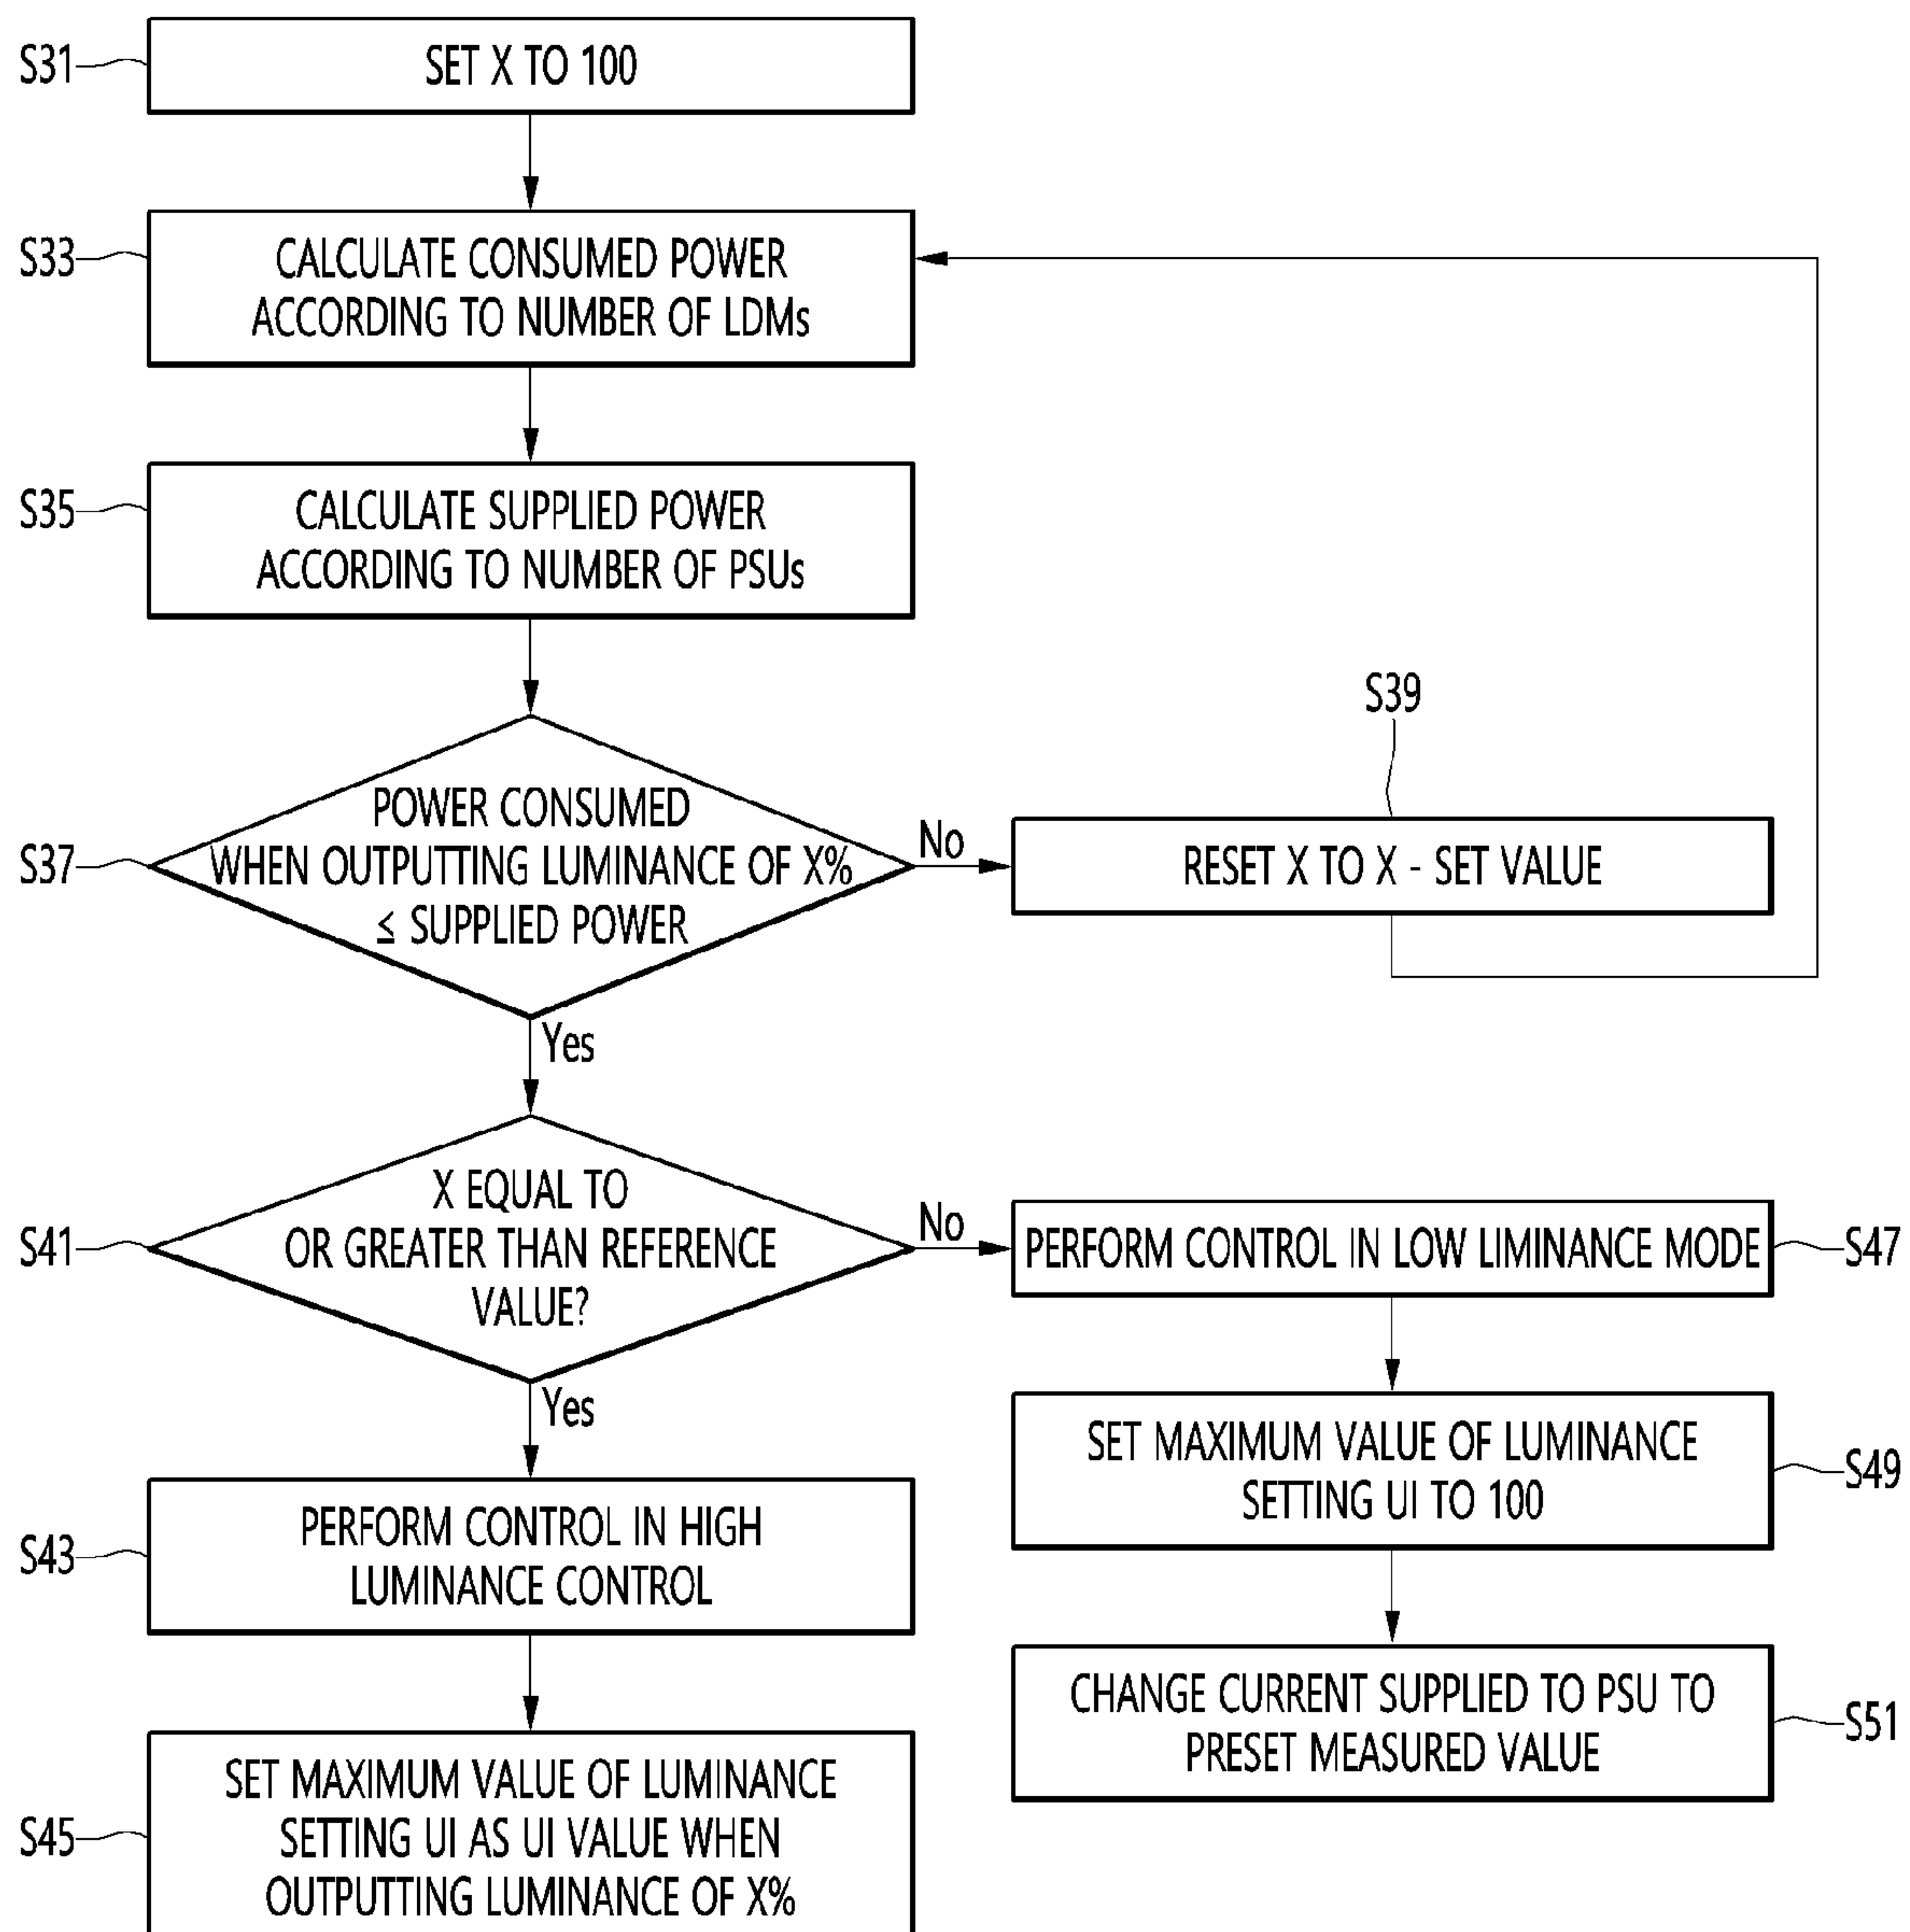 S31
SET X TO 100
S33
CALCULATE CONSUMED POWER
ACCORDING TO NUMBER OF LDMs
S35
CALCULATE SUPPLIED POWER
ACCORDING TO NUMBER OF PSUs
S37
POWER CONSUMED
WHEN OUTPUTTING LUMINANCE OF X%
≤ SUPPLIED POWER
No
S39
RESET X TO X - SET VALUE
Yes
S41
X EQUAL TO
OR GREATER THAN REFERENCE
VALUE?
No
PERFORM CONTROL IN LOW LIMINANCE MODE
S47
Yes
SET MAXIMUM VALUE OF LUMINANCE
SETTING UI TO 100
S49
S43
PERFORM CONTROL IN HIGH
LUMINANCE CONTROL
CHANGE CURRENT SUPPLIED TO PSU TO
PRESET MEASURED VALUE
S51
S45
SET MAXIMUM VALUE OF LUMINANCE
SETTING UI AS UI VALUE WHEN
OUTPUTTING LUMINANCE OF X%